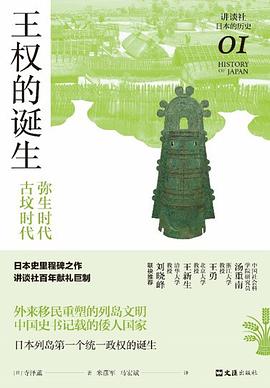 王权的诞生
弥生时代
古坟时代
讲谈社
日本的历史
01
HISTORY
OF JAPAN
中国社会科
学院研究员
汤重南
浙江大学
教授
王勇
北京大学
教授
王新生
清华大学
教授
刘晓峰
联袂推荐
日本史里程碑之作
讲谈社百年献礼巨制
外来移民重塑的列岛文明
中国史书记载的倭人国家
日本列岛第一个统一政权的诞生
[日] 寺泽薫 著
米彦军 马宏斌 译
文匯